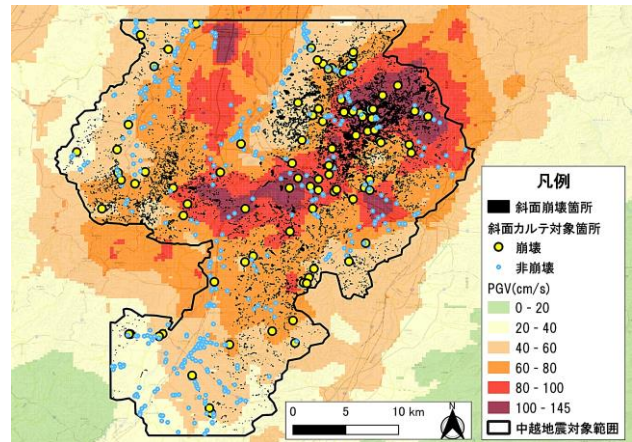 凡例
斜面崩壊箇所
斜面カルテ対象箇所
崩壊
非崩壊
PGV(cm/s)
0 - 20
20 - 40
40 - 60
60 - 80
80 - 100
100 - 145
中越地震対象範囲
0 5 10 km
N